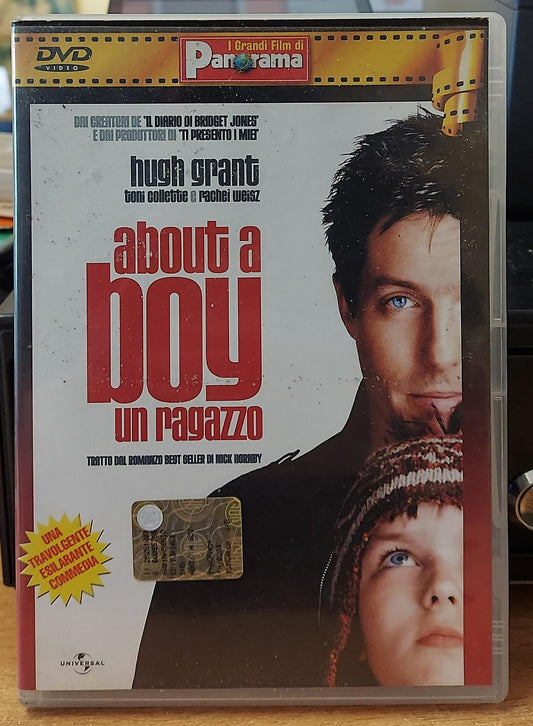 DVD
VIDEO
I Grandi Film di
Panorama
DAI CREATORI DE 'IL DIARIO DI BRIDGET JONES'
E DAI PRODUTTORI DI 'TI PRESENTO I MIEI'
hugh grant
toni collette e rachel weisz
about a
boy
un ragazzo
TRATTO DAL ROMANZO BEST SELLER DI NICK HORNBY
UNA
TRAVOLGENTE
ESILARANTE
COMMEDIA
UNIVERSAL